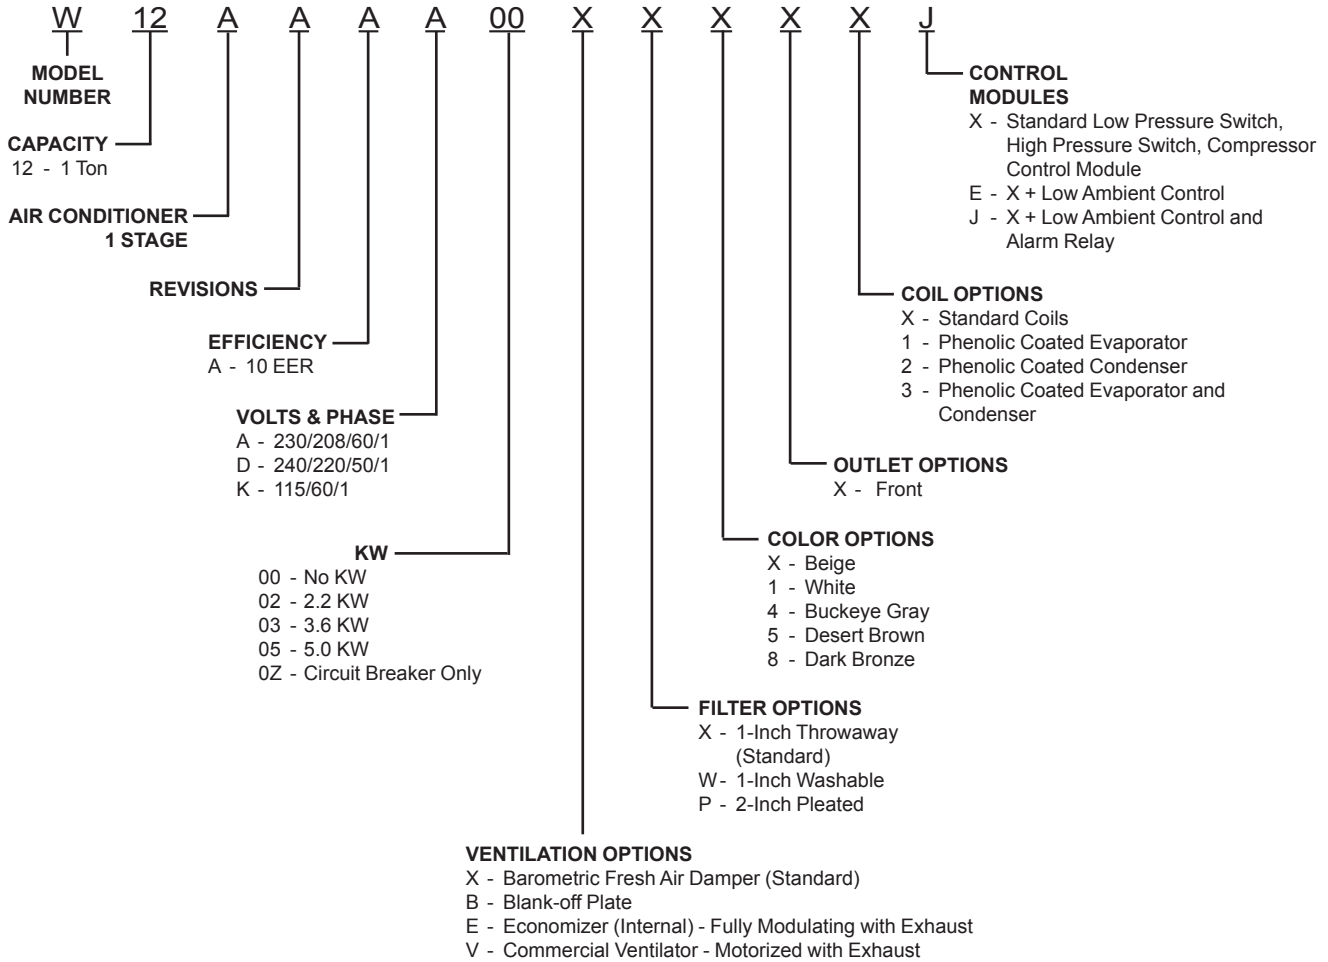 W 12 A A A A 00 X X X X X J
MODEL
NUMBER
CAPACITY
12 - 1 Ton
AIR CONDITIONER
1 STAGE
REVISIONS
EFFICIENCY
A - 10 EER
VOLTS & PHASE
A - 230/208/60/1
D - 240/220/50/1
K - 115/60/1
KW
00 - No KW
02 - 2.2 KW
03 - 3.6 KW
05 - 5.0 KW
0Z - Circuit Breaker Only
VENTILATION OPTIONS
X - Barometric Fresh Air Damper (Standard)
B - Blank-off Plate
E - Economizer (Internal) - Fully Modulating with Exhaust
V - Commercial Ventilator - Motorized with Exhaust
FILTER OPTIONS
X - 1-Inch Throwaway
(Standard)
W - 1-Inch Washable
P - 2-Inch Pleated
COLOR OPTIONS
X - Beige
1 - White
4 - Buckeye Gray
5 - Desert Brown
8 - Dark Bronze
OUTLET OPTIONS
X - Front
COIL OPTIONS
X - Standard Coils
1 - Phenolic Coated Evaporator
2 - Phenolic Coated Condenser
3 - Phenolic Coated Evaporator and
Condenser
CONTROL
MODULES
X - Standard Low Pressure Switch,
High Pressure Switch, Compressor
Control Module
E - X + Low Ambient Control
J - X + Low Ambient Control and
Alarm Relay